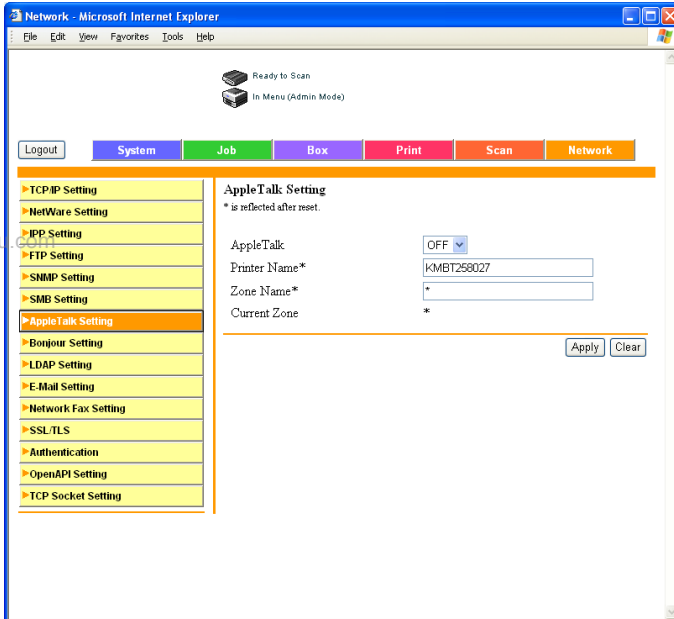 Network - Microsoft Internet Explorer
File Edit View Favorites Tools Help
Ready to Scan
In Menu (Admin Mode)
Logout System Job Box Print Scan Network
TCP/IP Setting
NetWare Setting
IPP Setting
FTP Setting
SNMP Setting
SMB Setting
AppleTalk Setting
Bonjour Setting
LDAP Setting
E-Mail Setting
Network Fax Setting
SSL/TLS
Authentication
OpenAPI Setting
TCP Socket Setting
AppleTalk Setting
* is reflected after reset.
AppleTalk OFF
Printer Name* KMBT258027
Zone Name* *
Current Zone *
Apply Clear
u.com